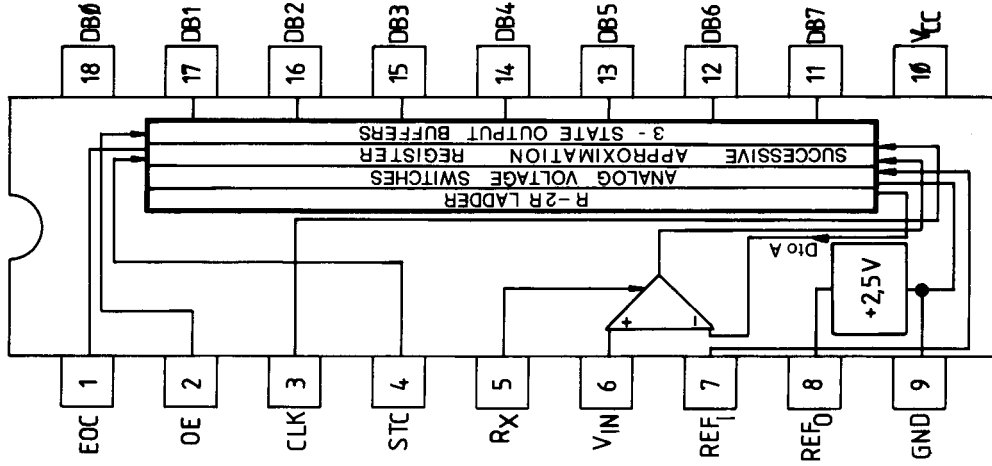 DBØ
DB1
DB2
DB3
DB4
DB5
DB6
DB7
VCC
18
17
16
15
14
13
12
11
1Ø
3 - STATE OUTPUT BUFFERS
SUCCESSIVE APPROXIMATION REGISTER
ANALOG VOLTAGE SWITCHES
R-2R LADDER
D to A
+2,5V
+
-
1
2
3
4
5
6
7
8
9
EOC
OE
CLK
STC
RX
VIN
REFI
REFO
GND